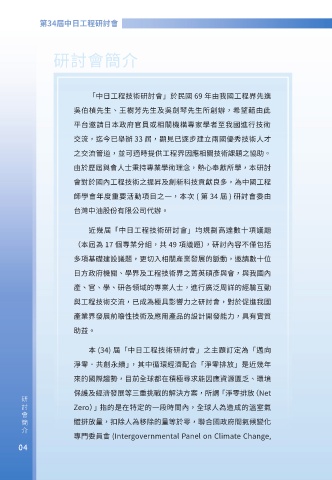 第34屆中日工程研討會
研討會簡介
「中日工程技術研討會」於民國 69 年由我國工程界先進
吳伯楨先生、王樹芳先生及吳劍琴先生所創辦，希望藉由此
平台邀請日本政府官員或相關機構專家學者至我國進行技術
交流，迄今已舉辦 33 屆，顯見已逐步建立兩國優秀技術人才
之交流管道，並可適時提供工程界因應相關技術課題之協助。
由於歷屆與會人士秉持專業學術理念，熱心奉獻所學，本研討
會對於國內工程技術之提昇及創新科技貢獻良多，為中國工程
師學會年度重要活動項目之一，本次 ( 第 34 屆 ) 研討會委由
台灣中油股份有限公司代辦。
近幾屆「中日工程技術研討會」均規劃高達數十項議題
（本屆為 17 個專業分組，共 49 項議題），研討內容不僅包括
多項基礎建設議題，更切入相關產業發展的脈動，邀請數十位
日方政府機關、學界及工程技術界之菁英碩彥與會，與我國內
產、官、學、研各領域的專業人士，進行廣泛周詳的經驗互動
與工程技術交流，已成為極具影響力之研討會，對於促進我國
產業界發展前瞻性技術及應用產品的設計開發能力，具有實質
助益。
本 (34) 屆「中日工程技術研討會」之主題訂定為「邁向
淨零．共創永續」，其中循環經濟配合「淨零排放」是近幾年
來的國際趨勢。目前全球都在積極尋求能因應資源匱乏、環境
保護及經濟發展等三重挑戰的解決方案，所謂「淨零排放（Net
Zero）」指的是在特定的一段時間內，全球人為造成的溫室氣
體排放量，扣除人為移除的量等於零，聯合國政府間氣候變化
專門委員會 (Intergovernmental Panel on Climate Change,
研討會簡介
04